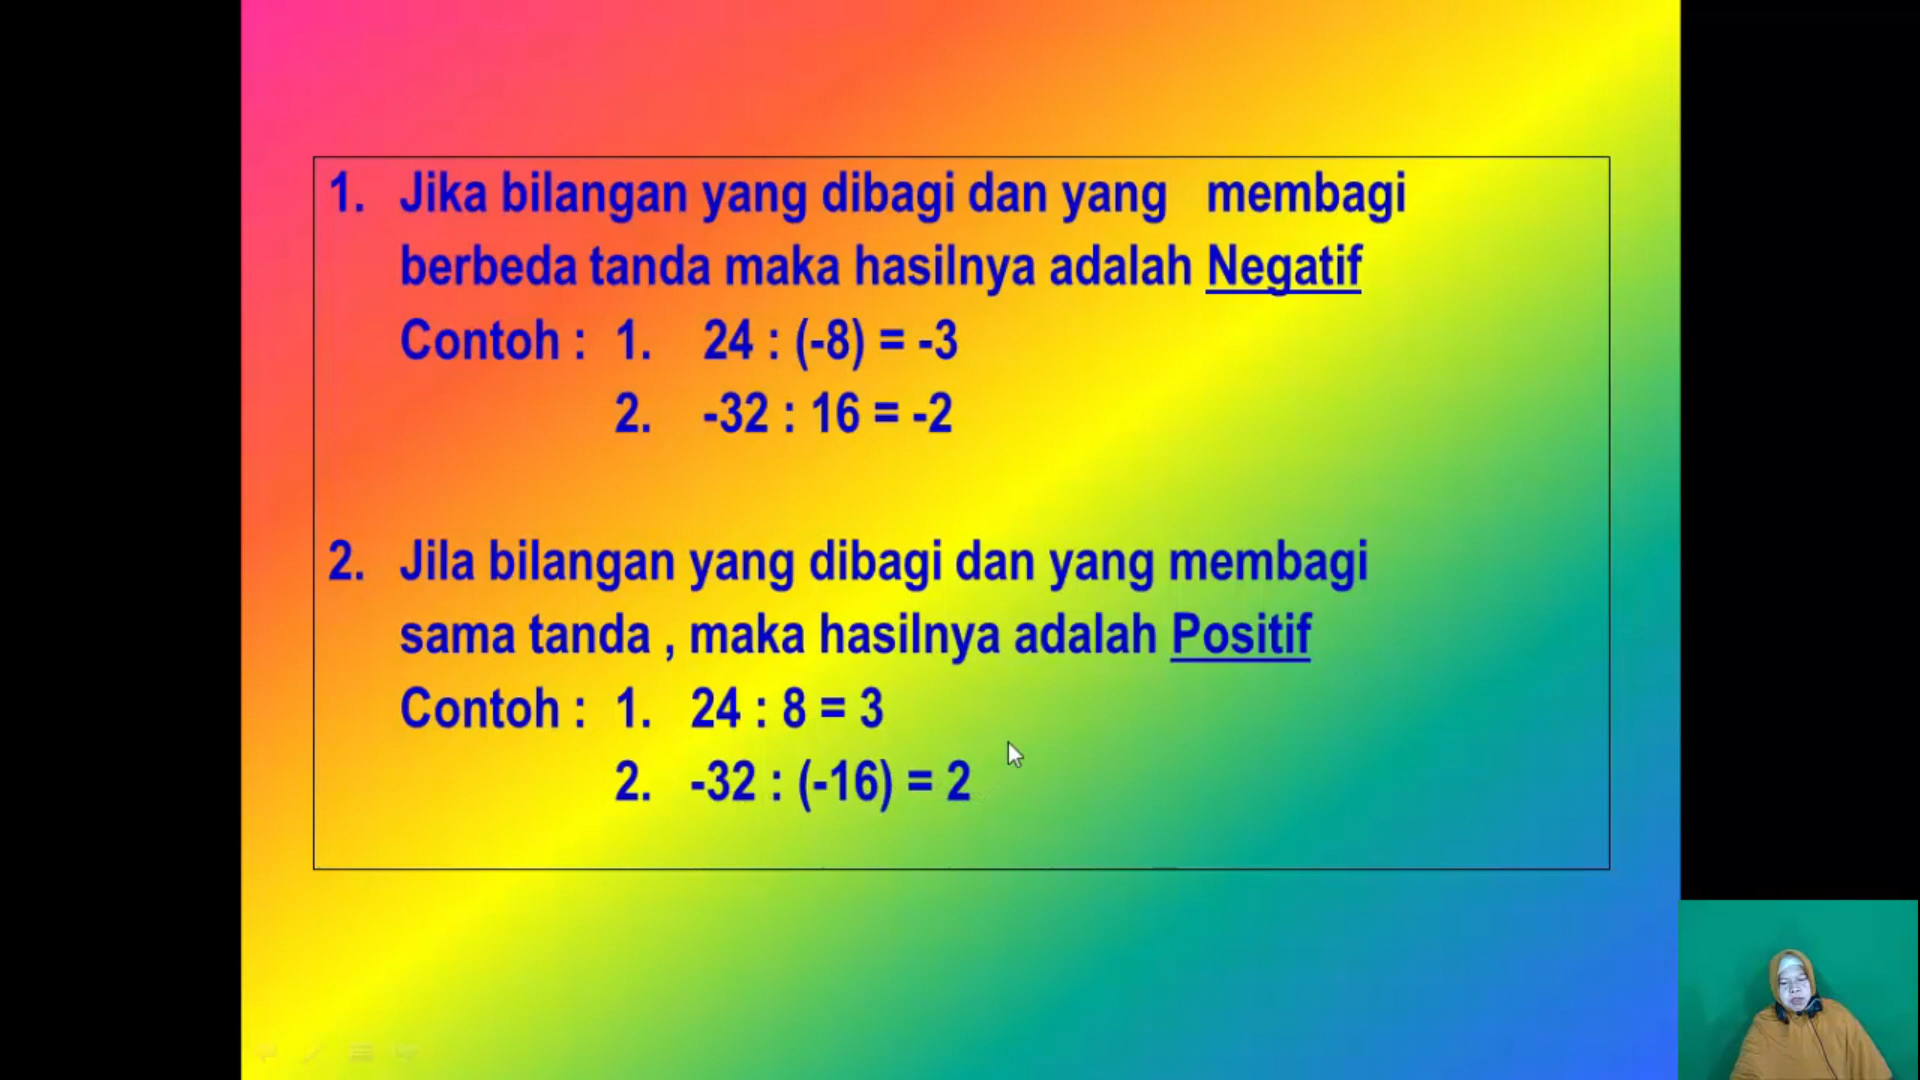 1. Jika bilangan yang dibagi dan yang membagi
berbeda tanda maka hasilnya adalah Negatif
Contoh : 1. 24 : (-8) = -3
2. -32 : 16 = -2
2. Jila bilangan yang dibagi dan yang membagi
sama tanda , maka hasilnya adalah Positif
Contoh : 1. 24 : 8 = 3
2. -32 : (-16) = 2